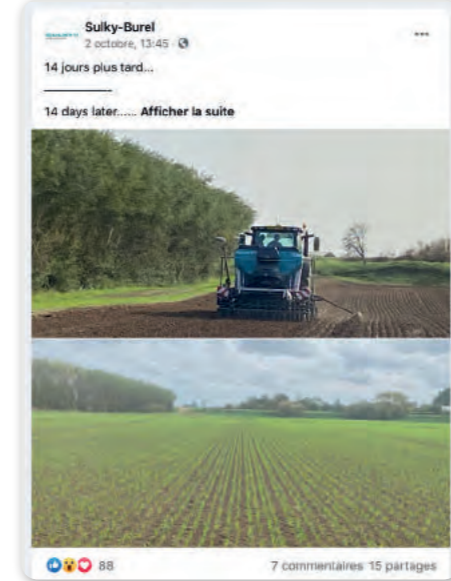 Sulky-Burel
2 octobre, 13:45
14 jours plus tard...
14 days later...... Afficher la suite
88
7 commentaires 15 partages